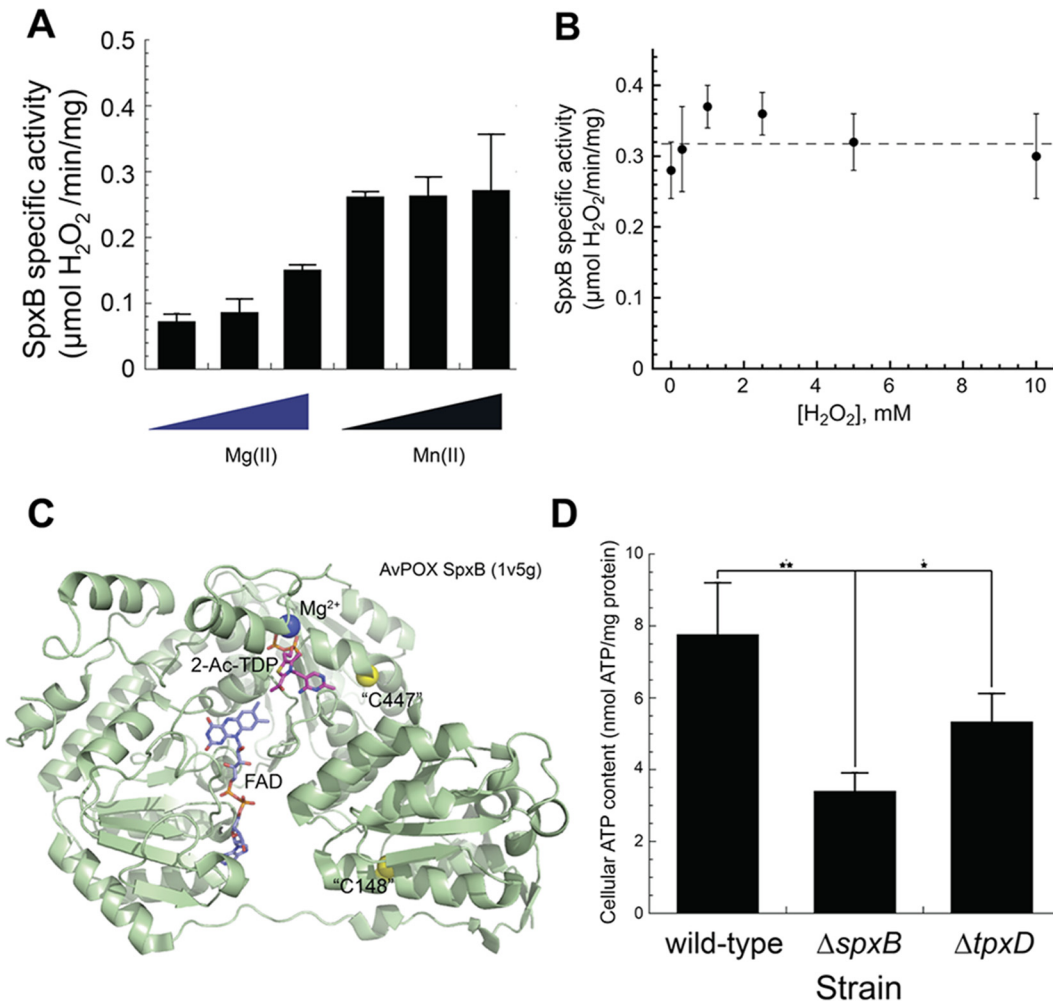 A
SpxB specific activity
(µmol H₂O₂ /min/mg)
0.5
0.4
0.3
0.2
0.1
0
Mg(II)
Mn(II)
B
SpxB specific activity
(µmol H₂O₂/min/mg)
0.4
0.3
0.1
0
0
2
4
6
8
10
[H₂O₂], mM
C
AvPOX SpxB (1v5g)
Mg²⁺
2-Ac-TDP
"C447"
FAD
"C148"
D
Cellular ATP content (nmol ATP/mg protein)
10
8
6
4
2
0
**
*
wild-type
ΔspxB
ΔtpxD
Strain